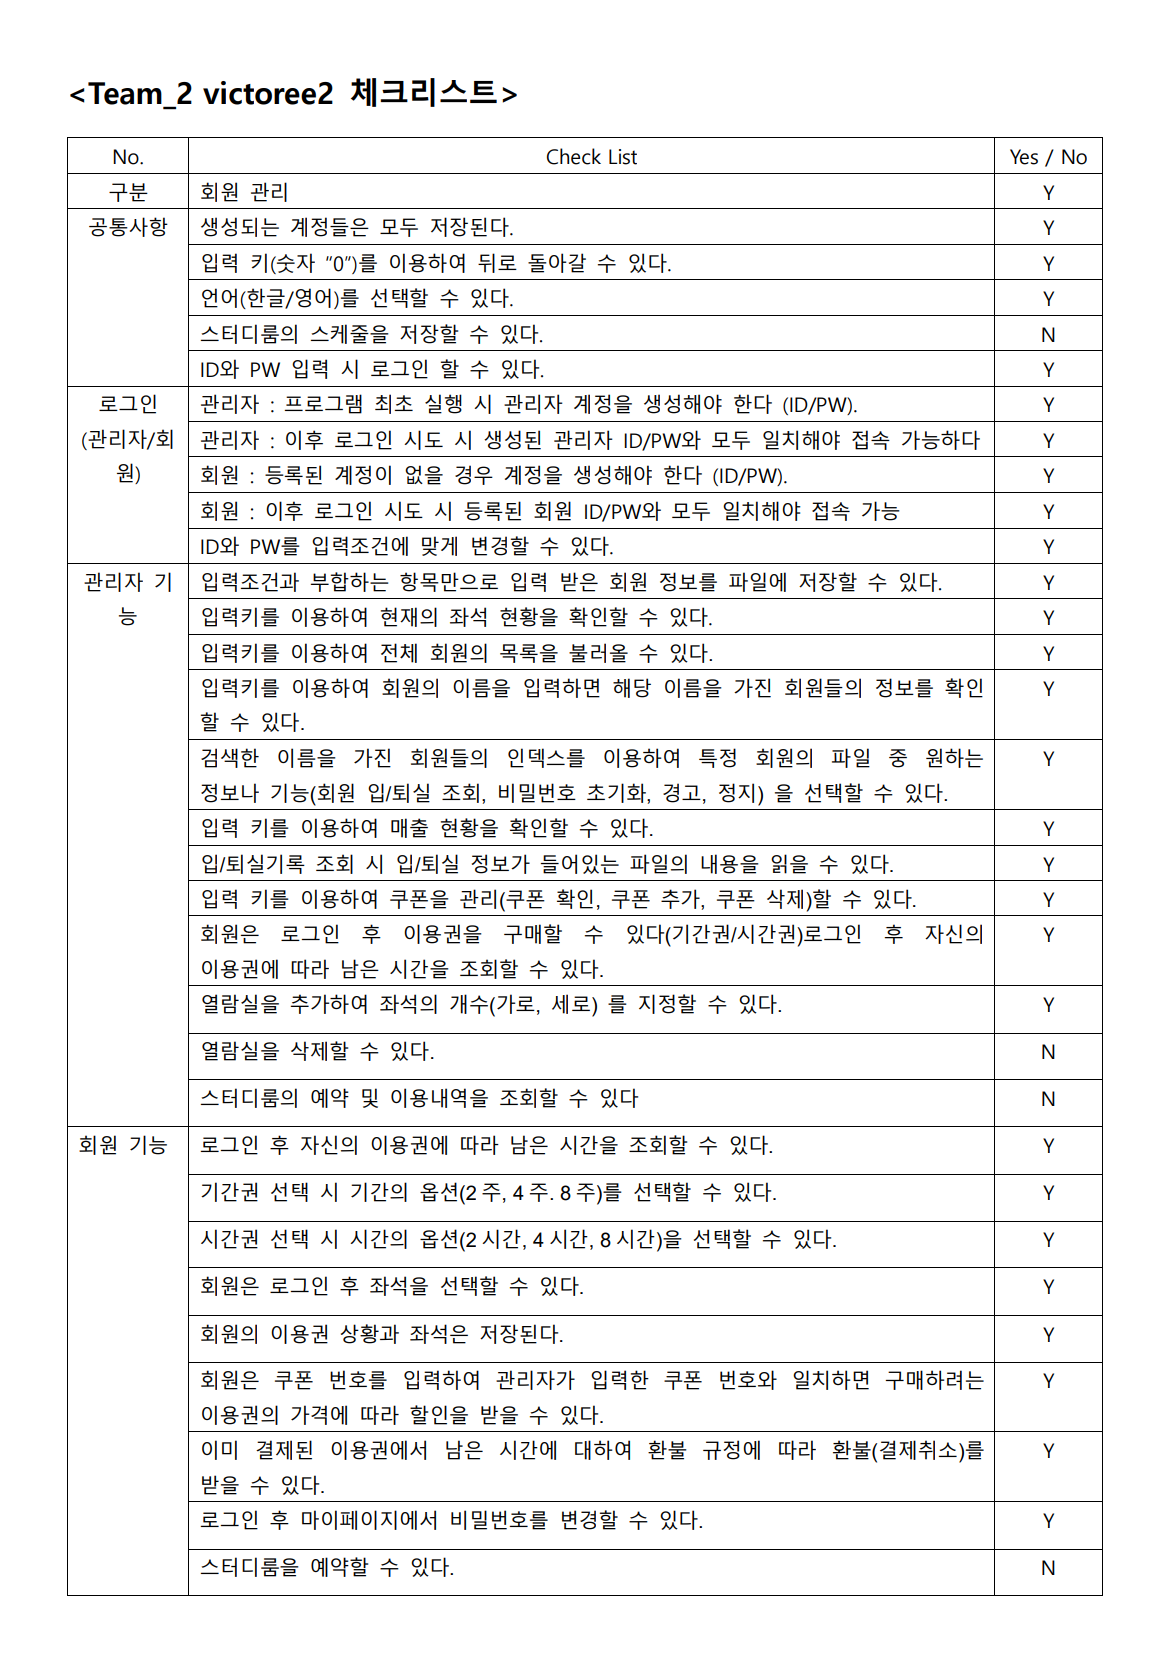 <Team_2 victoree2 체크리스트>
No. Check List Yes / No
구분 회원 관리 Y
공통사항 생성되는 계정들은 모두 저장된다. Y
입력 키(숫자 “0”)를 이용하여 뒤로 돌아갈 수 있다. Y
언어(한글/영어)를 선택할 수 있다. Y
스터디룸의 스케줄을 저장할 수 있다. N
ID와 PW 입력 시 로그인 할 수 있다. Y
로그인 관리자 : 프로그램 최초 실행 시 관리자 계정을 생성해야 한다 (ID/PW). Y
(관리자/회 관리자 : 이후 로그인 시도 시 생성된 관리자 ID/PW와 모두 일치해야 접속 가능하다 Y
원) 회원 : 등록된 계정이 없을 경우 계정을 생성해야 한다 (ID/PW). Y
회원 : 이후 로그인 시도 시 등록된 회원 ID/PW와 모두 일치해야 접속 가능 Y
ID와 PW를 입력조건에 맞게 변경할 수 있다. Y
관리자 기 입력조건과 부합하는 항목만으로 입력 받은 회원 정보를 파일에 저장할 수 있다. Y
능 입력키를 이용하여 현재의 좌석 현황을 확인할 수 있다. Y
입력키를 이용하여 전체 회원의 목록을 불러올 수 있다. Y
입력키를 이용하여 회원의 이름을 입력하면 해당 이름을 가진 회원들의 정보를 확인 Y
할 수 있다.
검색한 이름을 가진 회원들의 인덱스를 이용하여 특정 회원의 파일 중 원하는 Y
정보나 기능(회원 입/퇴실 조회, 비밀번호 초기화, 경고, 정지) 을 선택할 수 있다.
입력 키를 이용하여 매출 현황을 확인할 수 있다. Y
입/퇴실기록 조회 시 입/퇴실 정보가 들어있는 파일의 내용을 읽을 수 있다. Y
입력 키를 이용하여 쿠폰을 관리(쿠폰 확인, 쿠폰 추가, 쿠폰 삭제)할 수 있다. Y
회원은 로그인 후 이용권을 구매할 수 있다(기간권/시간권)로그인 후 자신의 Y
이용권에 따라 남은 시간을 조회할 수 있다.
열람실을 추가하여 좌석의 개수(가로, 세로) 를 지정할 수 있다. Y
열람실을 삭제할 수 있다. N
스터디룸의 예약 및 이용내역을 조회할 수 있다 N
회원 기능 로그인 후 자신의 이용권에 따라 남은 시간을 조회할 수 있다. Y
기간권 선택 시 기간의 옵션(2 주, 4 주. 8 주)를 선택할 수 있다. Y
시간권 선택 시 시간의 옵션(2 시간, 4 시간, 8 시간)을 선택할 수 있다. Y
회원은 로그인 후 좌석을 선택할 수 있다. Y
회원의 이용권 상황과 좌석은 저장된다. Y
회원은 쿠폰 번호를 입력하여 관리자가 입력한 쿠폰 번호와 일치하면 구매하려는 Y
이용권의 가격에 따라 할인을 받을 수 있다.
이미 결제된 이용권에서 남은 시간에 대하여 환불 규정에 따라 환불(결제취소)를 Y
받을 수 있다.
로그인 후 마이페이지에서 비밀번호를 변경할 수 있다. Y
스터디룸을 예약할 수 있다. N